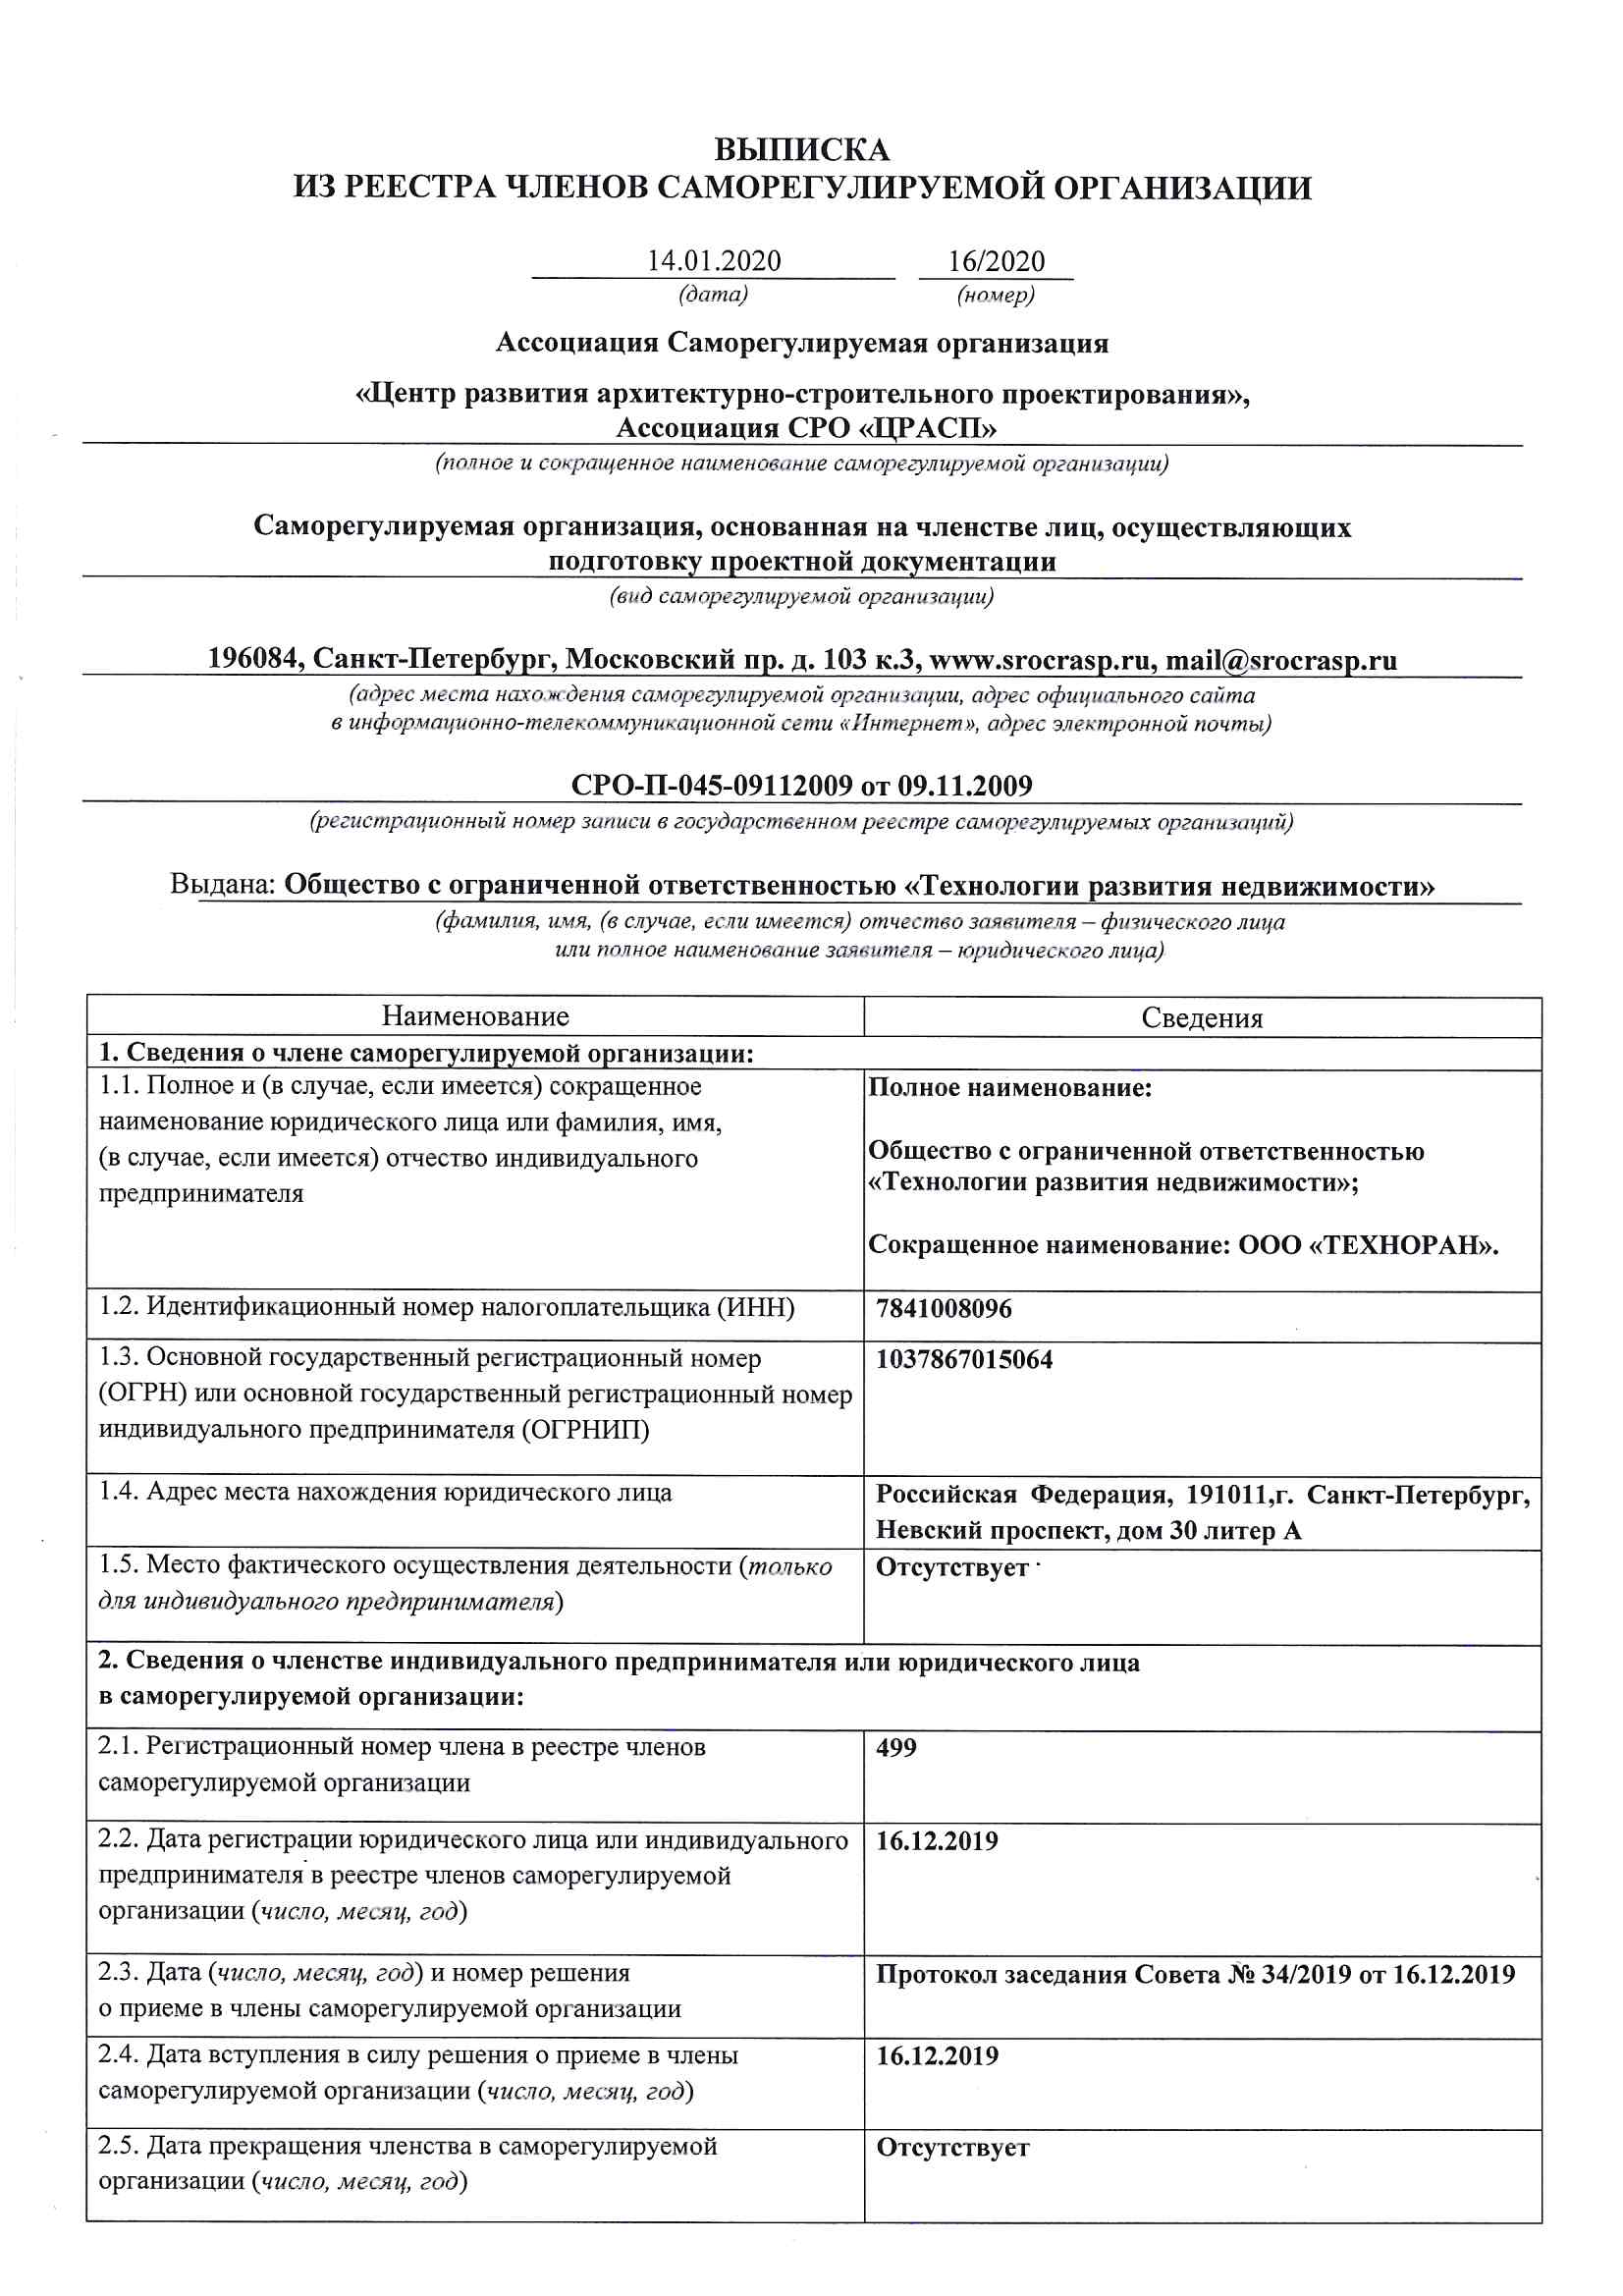 ВЫПИСКА
ИЗ РЕЕСТРА ЧЛЕНОВ САМОРЕГУЛИРУЕМОЙ ОРГАНИЗАЦИИ
14.01.2020 16/2020
(дата) (номер)
Ассоциация Саморегулируемая организация
«Центр развития архитектурно-строительного проектирования»,
Ассоциация СРО «ЦРАСП»
(полное и сокращенное наименование саморегулируемой организации)
Саморегулируемая организация, основанная на членстве лиц, осуществляющих
подготовку проектной документации
(вид саморегулируемой организации)
196084, Санкт-Петербург, Московский пр. д. 103 к.3, www.srocrasp.ru, mail@srocrasp.ru
(адрес места нахождения саморегулируемой организации, адрес официального сайта
в информационно-телекоммуникационной сети «Интернет», адрес электронной почты)
СРО-П-045-09112009 от 09.11.2009
(регистрационный номер записи в государственном реестре саморегулируемых организаций)
Выдана: Общество с ограниченной ответственностью «Технологии развития недвижимости»
(фамилия, имя, (в случае, если имеется) отчество заявителя – физического лица
или полное наименование заявителя – юридического лица)
Наименование Сведения
1. Сведения о члене саморегулируемой организации:
1.1. Полное и (в случае, если имеется) сокращенное
наименование юридического лица или фамилия, имя,
(в случае, если имеется) отчество индивидуального
предпринимателя
Полное наименование:
Общество с ограниченной ответственностью
«Технологии развития недвижимости»;
Сокращенное наименование: ООО «ТЕХНОРАН».
1.2. Идентификационный номер налогоплательщика (ИНН)
7841008096
1.3. Основной государственный регистрационный номер
(ОГРН) или основной государственный регистрационный номер
индивидуального предпринимателя (ОГРНИП)
1037867015064
1.4. Адрес места нахождения юридического лица
Российская Федерация, 191011,г. Санкт-Петербург,
Невский проспект, дом 30 литер А
1.5. Место фактического осуществления деятельности (только
для индивидуального предпринимателя)
Отсутствует
2. Сведения о членстве индивидуального предпринимателя или юридического лица
в саморегулируемой организации:
2.1. Регистрационный номер члена в реестре членов
саморегулируемой организации
499
2.2. Дата регистрации юридического лица или индивидуального
предпринимателя в реестре членов саморегулируемой
организации (число, месяц, год)
16.12.2019
2.3. Дата (число, месяц, год) и номер решения
о приеме в члены саморегулируемой организации
Протокол заседания Совета № 34/2019 от 16.12.2019
2.4. Дата вступления в силу решения о приеме в члены
саморегулируемой организации (число, месяц, год)
16.12.2019
2.5. Дата прекращения членства в саморегулируемой
организации (число, месяц, год)
Отсутствует